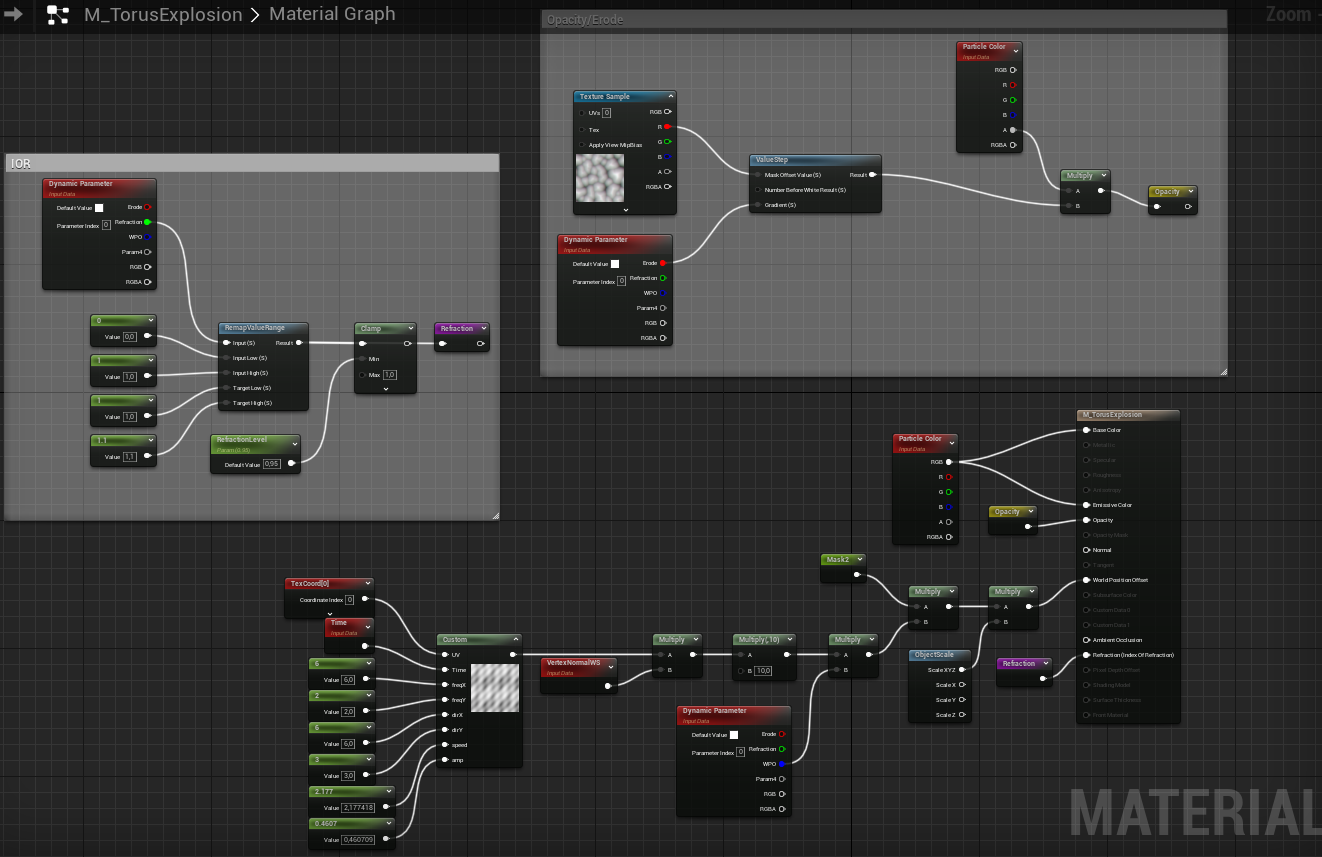 M_TorusExplosion > Material Graph
Zoom
Opacity/Erode
Particle Color
Input Data
RGB
R
G
B
A
RGBA
Texture Sample
UVs 0
Tex
Apply View MipBias
RGB
R
G
B
A
RGBA
ValueStep
Mask Offset Value (S)
Number Before White Result (S)
Gradient (S)
Result
Multiply
A
B
Opacity
Dynamic Parameter
Input Data
Default Value
Parameter Index 0
Erode
Refraction
WPO
Param4
RGB
RGBA
IOR
Dynamic Parameter
Input Data
Default Value
Parameter Index 0
Erode
Refraction
WPO
Param4
RGB
RGBA
0
Value 0,0
1
Value 1,0
1
Value 1,0
1.1
Value 1,1
RemapValueRange
Input (S)
Input Low (S)
Input High (S)
Target Low (S)
Target High (S)
Result
Clamp
Min
Max 1,0
Refraction
RefractionLevel
Param (0,95)
Default Value 0,95
TexCoord[0]
Coordinate Index 0
Time
Input Data
6
Value 6,0
2
Value 2,0
6
Value 6,0
3
Value 3,0
2.177
Value 2,177418
0.4607
Value 0,460709
Custom
UV
Time
freqX
freqY
dirX
dirY
speed
amp
VertexNormalWS
Input Data
Multiply
A
B
Multiply(,10)
A
B 10,0
Multiply
A
B
Dynamic Parameter
Input Data
Default Value
Parameter Index 0
Erode
Refraction
WPO
Param4
RGB
RGBA
Mask2
Multiply
A
B
Multiply
A
B
ObjectScale
Scale XYZ
Scale X
Scale Y
Scale Z
Particle Color
Input Data
RGB
R
G
B
A
RGBA
Opacity
Refraction
M_TorusExplosion
Base Color
Metallic
Specular
Roughness
Anisotropy
Emissive Color
Opacity
Opacity Mask
Normal
Tangent
World Position Offset
Subsurface Color
Custom Data 0
Custom Data 1
Ambient Occlusion
Refraction (Index Of Refraction)
Pixel Depth Offset
Shading Model
Surface Thickness
Front Material
MATERIAL